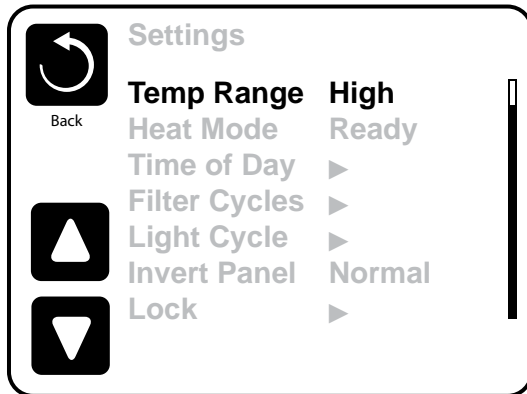 Settings
Back
Temp Range High
Heat Mode Ready
Time of Day ▶
Filter Cycles ▶
Light Cycle ▶
Invert Panel Normal
Lock ▶